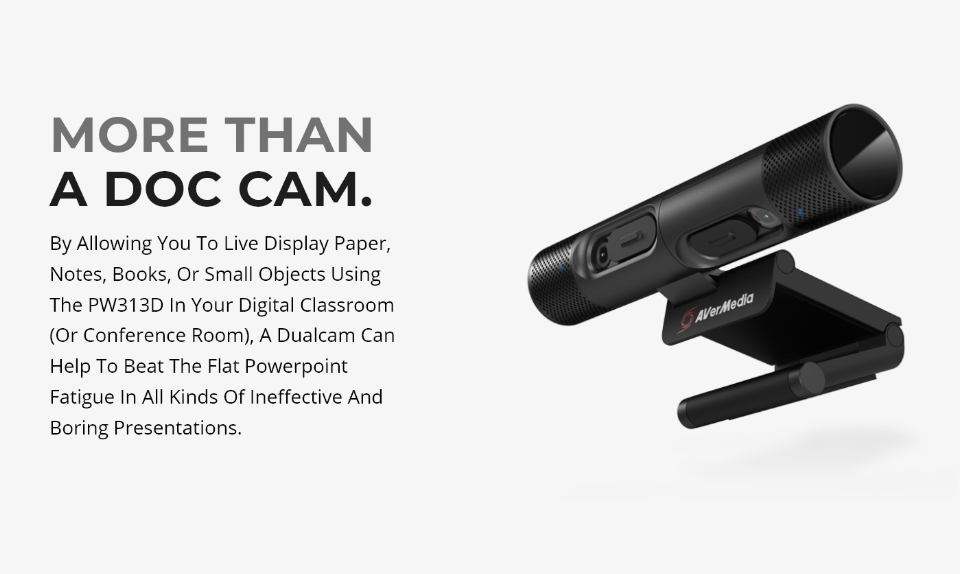 MORE THAN
A DOC CAM.
By Allowing You To Live Display Paper,
Notes, Books, Or Small Objects Using
The PW313D In Your Digital Classroom
(Or Conference Room), A Dualcam Can
Help To Beat The Flat Powerpoint
Fatigue In All Kinds Of Ineffective And
Boring Presentations.
AVerMedia